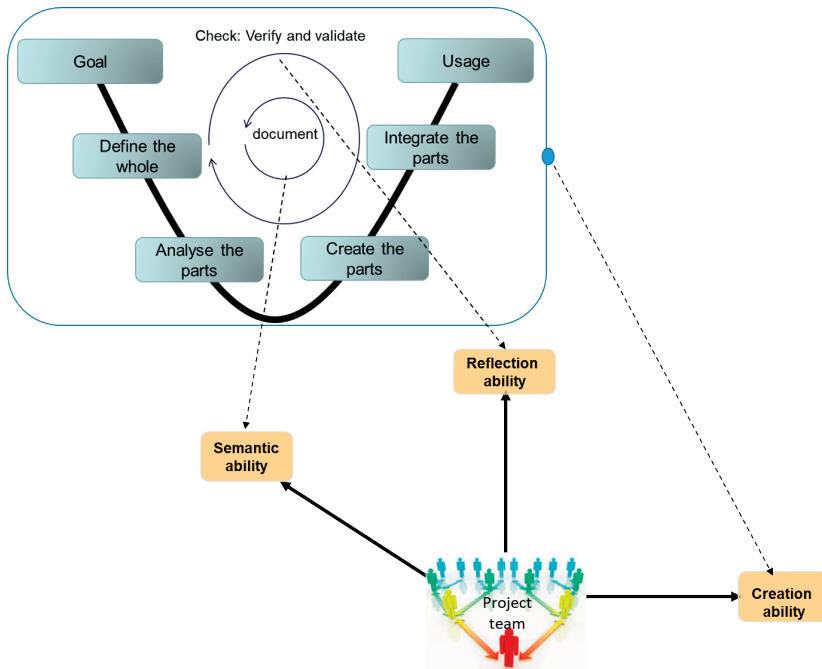 Check: Verify and validate
Goal
Usage
document
Define the
whole
Integrate the
parts
Analyse the
parts
Create the
parts
Reflection
ability
Semantic
ability
Project
team
Creation
ability